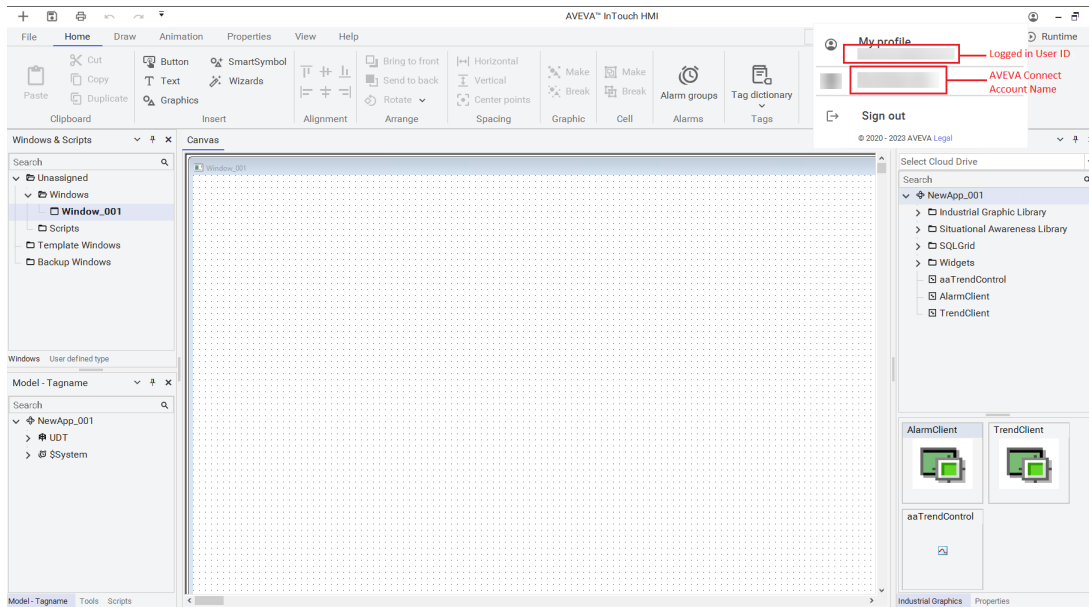 AVEVA™ InTouch HMI
File Home Draw Animation Properties View Help
Runtime
My profile
Logged in User ID
AVEVA Connect
Account Name
Sign out
© 2020 - 2023 AVEVA Legal
Paste
Cut
Copy
Duplicate
Clipboard
Button
Text
Graphics
SmartSymbol
Wizards
Insert
Alignment
Bring to front
Send to back
Rotate
Arrange
Horizontal
Vertical
Center points
Spacing
Make
Break
Graphic
Make
Break
Cell
Alarm groups
Alarms
Tag dictionary
Tags
Windows & Scripts
Search
Unassigned
Windows
Window_001
Scripts
Template Windows
Backup Windows
Windows User defined type
Model - Tagname
Search
NewApp_001
UDT
$System
Model - Tagname Tools Scripts
Canvas
Window_001
Select Cloud Drive
Search
NewApp_001
Industrial Graphic Library
Situational Awareness Library
SQLGrid
Widgets
aaTrendControl
AlarmClient
TrendClient
AlarmClient
TrendClient
aaTrendControl
Industrial Graphics Properties